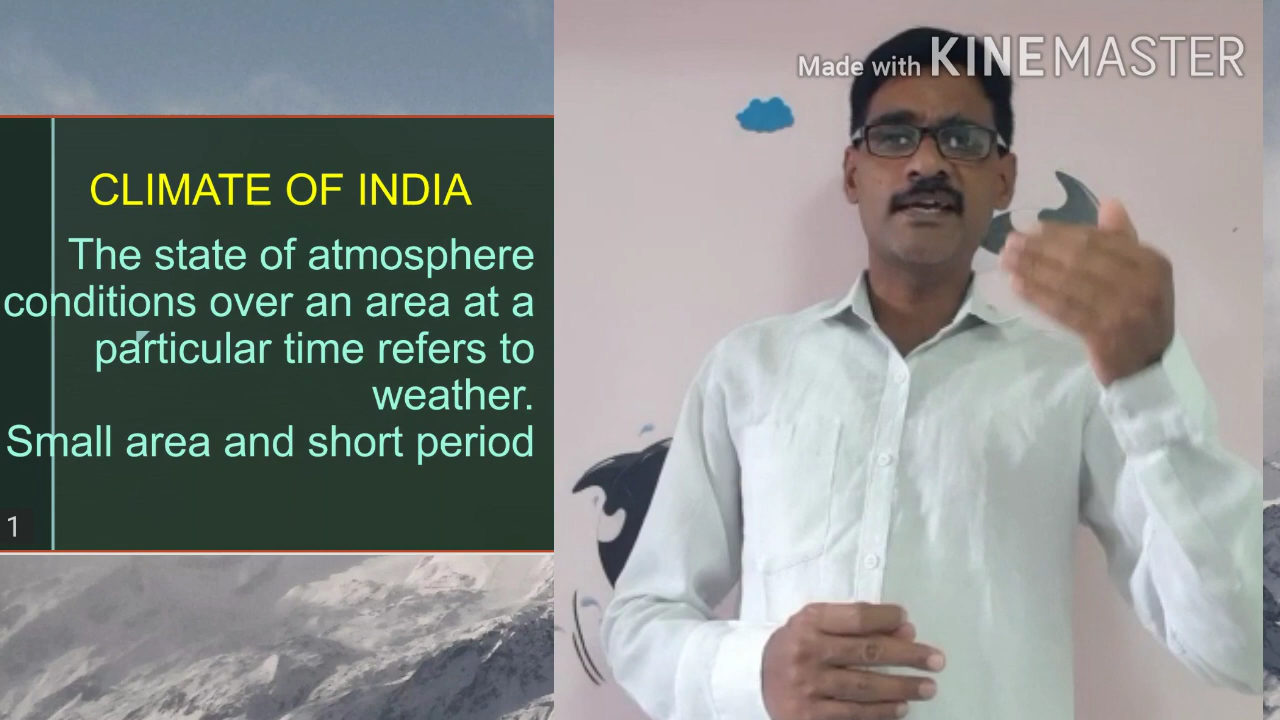 Made with KINEMASTER
CLIMATE OF INDIA
The state of atmosphere
conditions over an area at a
particular time refers to
weather.
Small area and short period
1